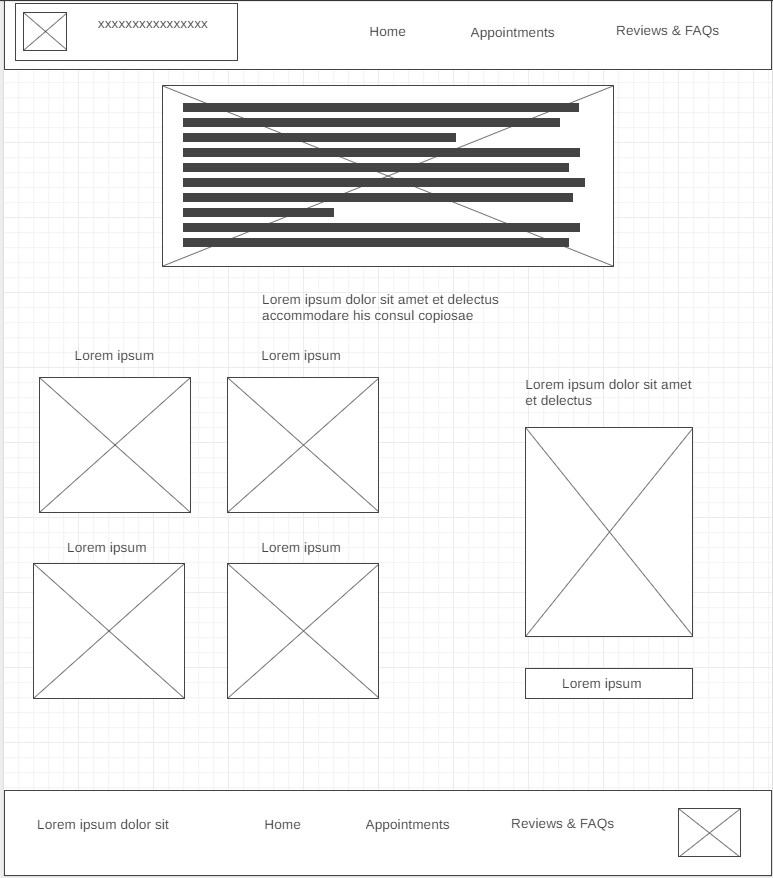 xxxxxxxxxxxxxxxx
Home
Appointments
Reviews & FAQs
Lorem ipsum dolor sit amet et delectus
accommodare his consul copiosae
Lorem ipsum
Lorem ipsum
Lorem ipsum dolor sit amet
et delectus
Lorem ipsum
Lorem ipsum
Lorem ipsum
Lorem ipsum dolor sit
Home
Appointments
Reviews & FAQs